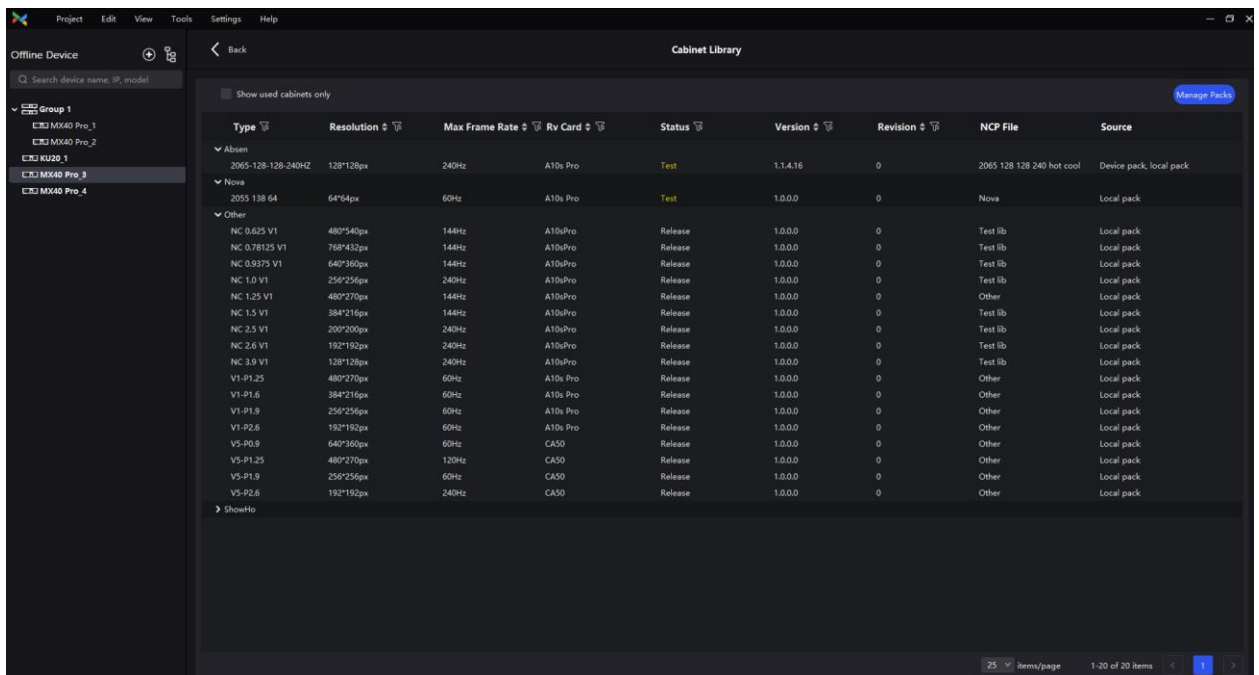 Project Edit View Tools Settings Help
Offline Device
Search device name, IP, model
Group 1
MX40 Pro_1
MX40 Pro_2
KU20_1
MX40 Pro_3
MX40 Pro_4
Back
Cabinet Library
Show used cabinets only
Manage Packs
Type Resolution Max Frame Rate Rv Card Status Version Revision NCP File Source
Absen
2065-128-128-240HZ 128*128px 240Hz A10s Pro Test 1.1.4.16 0 2065 128 128 240 hot cool Device pack, local pack
Nova
2055 138 64 64*64px 60Hz A10s Pro Test 1.0.0.0 0 Nova Local pack
Other
NC 0.625 V1 480*540px 144Hz A10sPro Release 1.0.0.0 0 Test lib Local pack
NC 0.78125 V1 768*432px 144Hz A10sPro Release 1.0.0.0 0 Test lib Local pack
NC 0.9375 V1 640*360px 144Hz A10sPro Release 1.0.0.0 0 Test lib Local pack
NC 1.0 V1 256*256px 240Hz A10sPro Release 1.0.0.0 0 Test lib Local pack
NC 1.25 V1 480*270px 144Hz A10sPro Release 1.0.0.0 0 Other Local pack
NC 1.5 V1 384*216px 144Hz A10sPro Release 1.0.0.0 0 Test lib Local pack
NC 2.5 V1 200*200px 240Hz A10sPro Release 1.0.0.0 0 Test lib Local pack
NC 2.6 V1 192*192px 240Hz A10sPro Release 1.0.0.0 0 Test lib Local pack
NC 3.9 V1 128*128px 240Hz A10sPro Release 1.0.0.0 0 Test lib Local pack
V1-P1.25 480*270px 60Hz A10s Pro Release 1.0.0.0 0 Other Local pack
V1-P1.6 384*216px 60Hz A10s Pro Release 1.0.0.0 0 Other Local pack
V1-P1.9 256*256px 60Hz A10s Pro Release 1.0.0.0 0 Other Local pack
V1-P2.6 192*192px 60Hz A10s Pro Release 1.0.0.0 0 Other Local pack
V5-P0.9 640*360px 60Hz CA50 Release 1.0.0.0 0 Other Local pack
V5-P1.25 480*270px 120Hz CA50 Release 1.0.0.0 0 Other Local pack
V5-P1.9 256*256px 60Hz CA50 Release 1.0.0.0 0 Other Local pack
V5-P2.6 192*192px 240Hz CA50 Release 1.0.0.0 0 Other Local pack
ShowHo
25 items/page 1-20 of 20 items 1